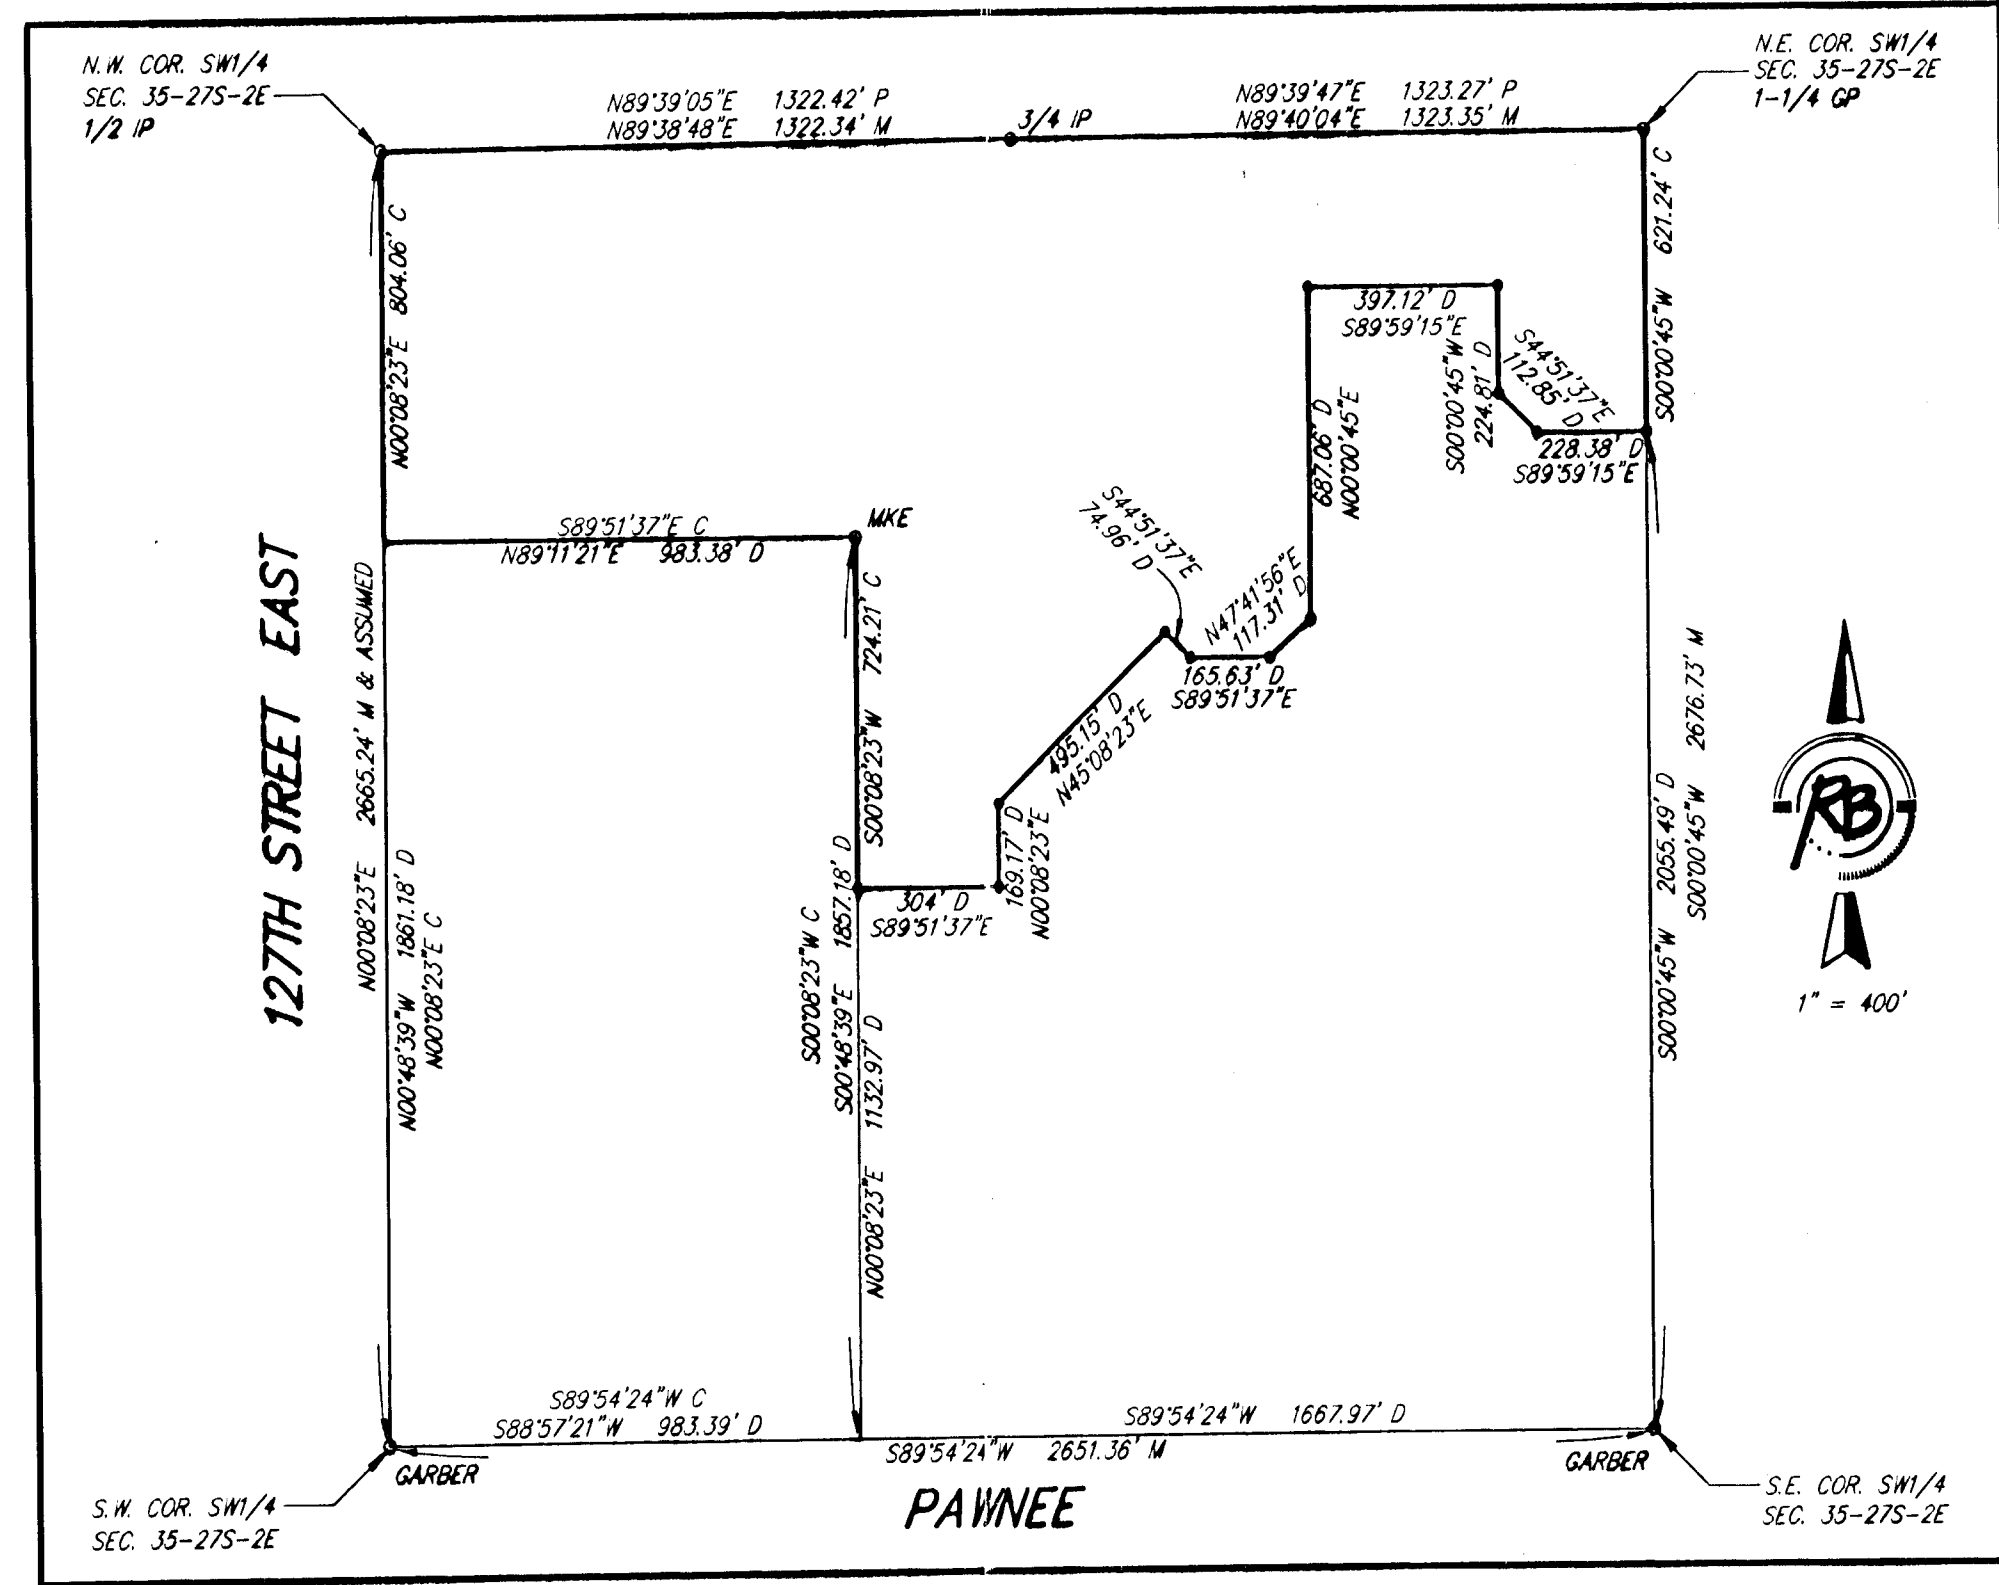 N.W. COR. SW1/4
SEC. 35-27S-2E
1/2 IP
N89°39'05"E 1322.42' P
N89°38'48"E 1322.34' M
3/4 IP
N89°39'47"E 1323.27' P
N89°40'04"E 1323.35' M
N.E. COR. SW1/4
SEC. 35-27S-2E
1-1/4 GP
N00°08'23"E 804.06' C
S00°00'45"W 621.24' C
397.12' D
S89°59'15"E
S00°00'45"W
224.81' D
S44°51'37"E
112.85' D
228.38' D
S89°59'15"E
687.06' D
N00°00'45"E
S89°51'37"E C
N89°11'21"E 983.38' D
MKE
S44°51'37"E
74.96' D
N47°41'56"E
117.31' D
165.63' D
S89°51'37"E
495.15' D
N45°08'23"E
S00°08'23"W 724.21' C
169.17' D
N00°08'23"E
304' D
S89°51'37"E
127TH STREET EAST
N00°08'23"E 2665.24' M & ASSUMED
N00°48'39"W 1861.18' D
N00°08'23"E C
S00°08'23"W C
S00°48'39"E 1857.18' D
N00°08'23"E 1132.97' D
S00°00'45"W 2055.49' D
S00°00'45"W 2676.73' M
RB
1" = 400'
S89°54'24"W C
S88°57'21"W 983.39' D
S89°54'24"W 1667.97' D
S89°54'24"W 2651.36' M
GARBER
GARBER
PAWNEE
S.W. COR. SW1/4
SEC. 35-27S-2E
S.E. COR. SW1/4
SEC. 35-27S-2E